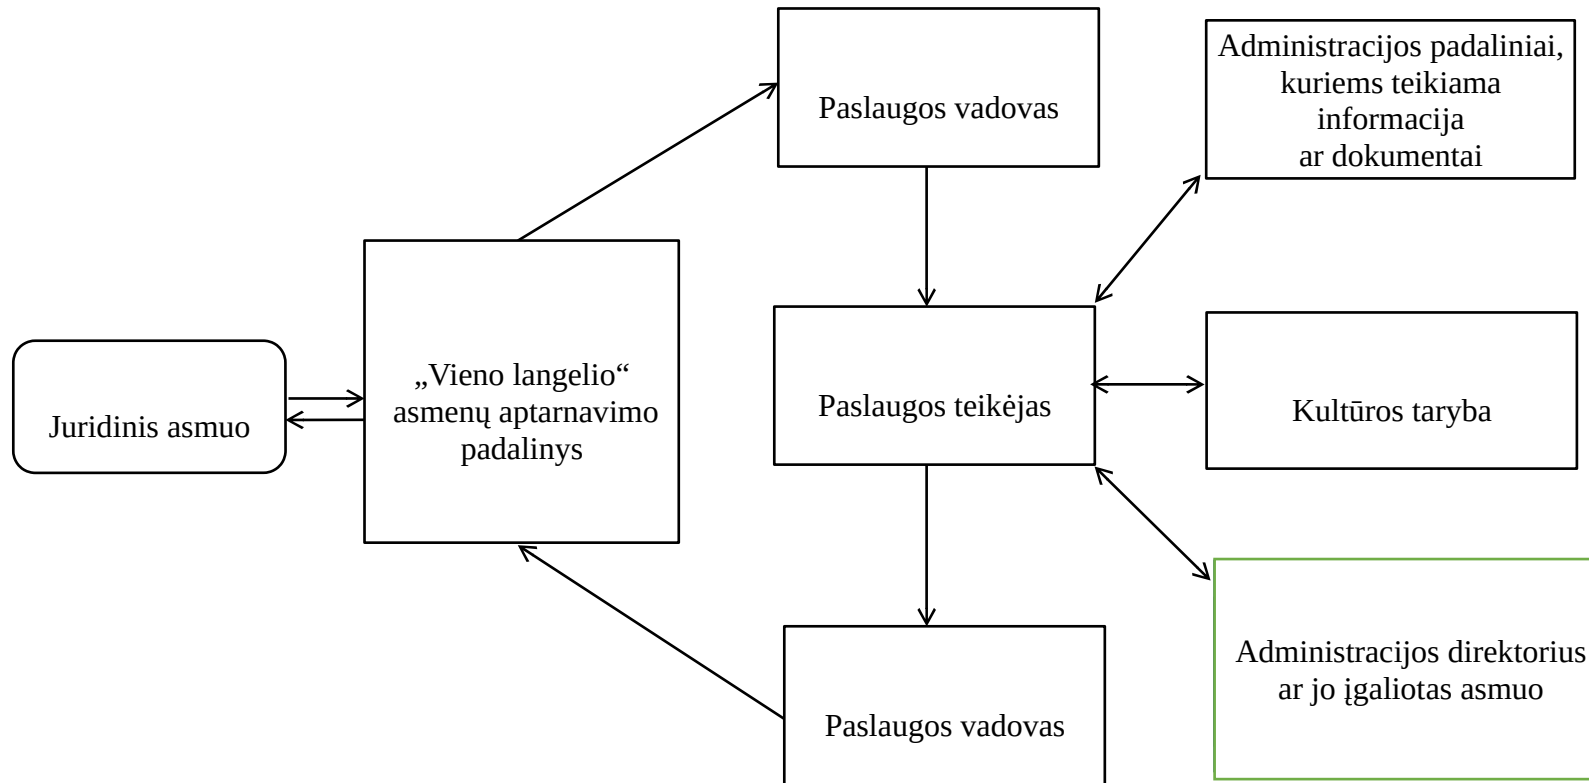 Paslaugos vadovas
Administracijos padaliniai,
kuriems teikiama
informacija
ar dokumentai
Juridinis asmuo
„Vieno langelio“
asmenų aptarnavimo
padalinys
Paslaugos teikėjas
Kultūros taryba
Paslaugos vadovas
Administracijos direktorius
ar jo įgaliotas asmuo